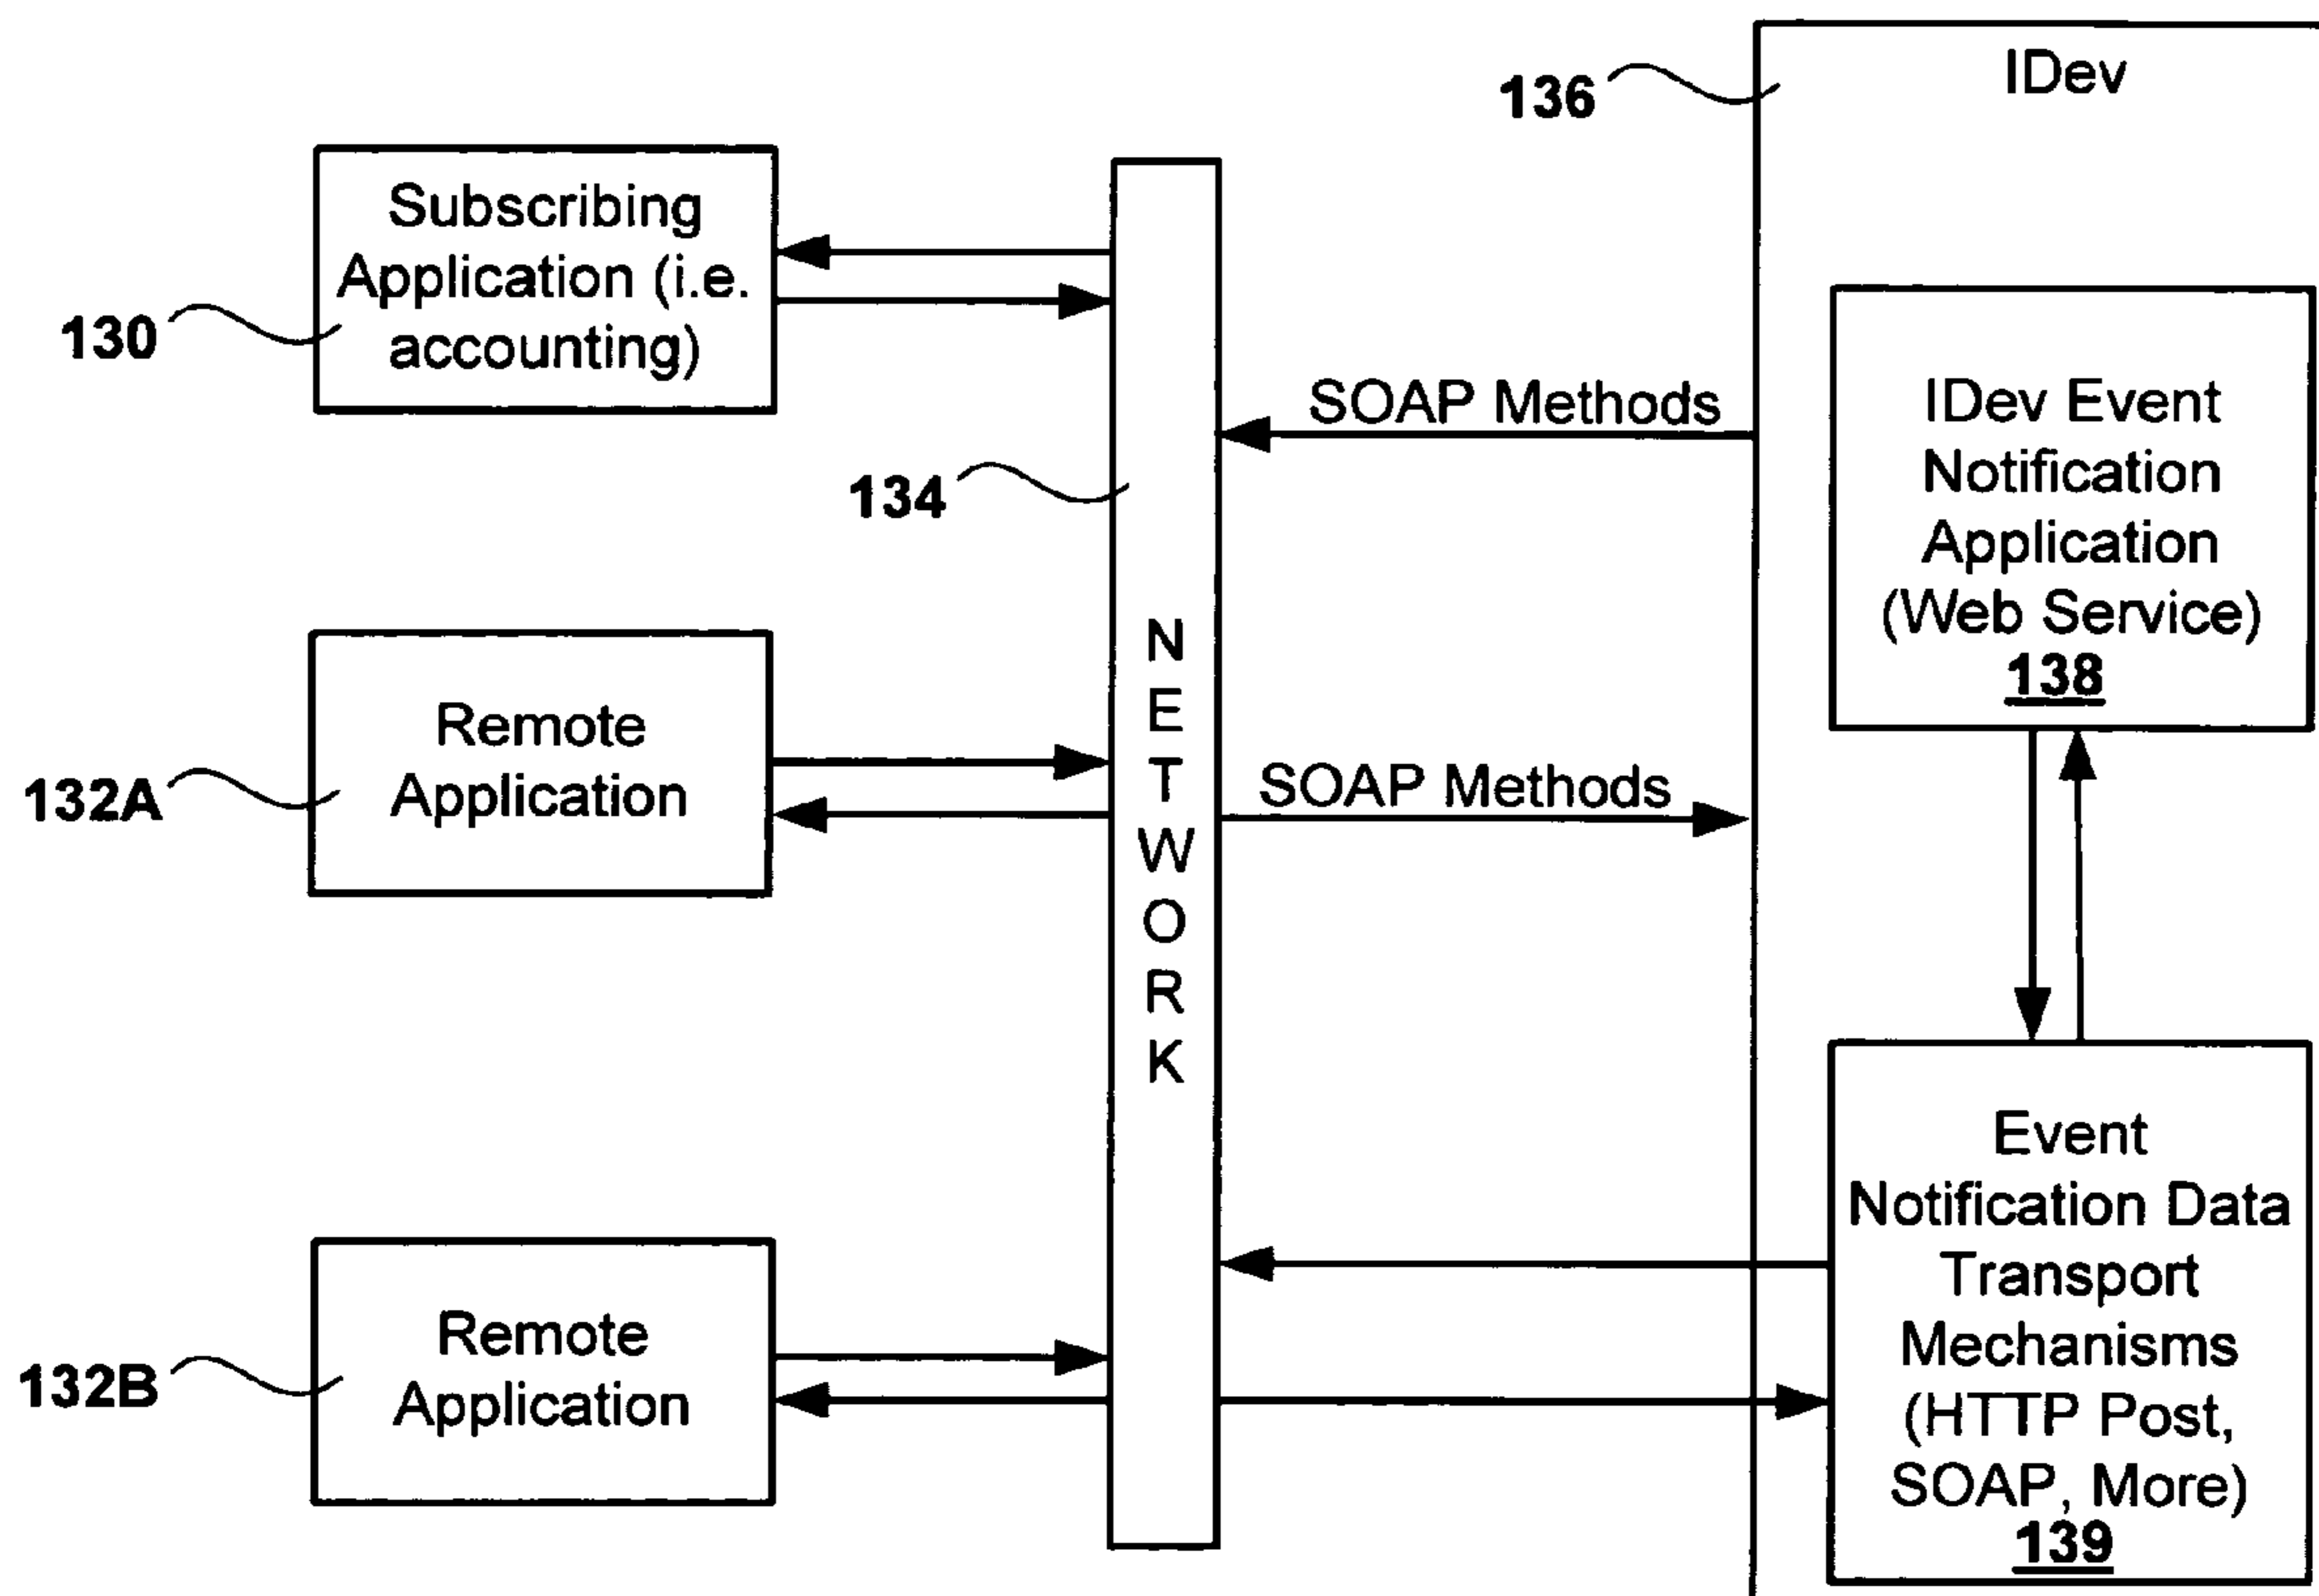 IDev
136
Subscribing
Application (i.e.
accounting)
130
SOAP Methods
134
IDev Event
Notification
Application
(Web Service)
138
NETWORK
Remote
Application
132A
SOAP Methods
Event
Notification Data
Transport
Mechanisms
(HTTP Post,
SOAP, More)
139
Remote
Application
132B